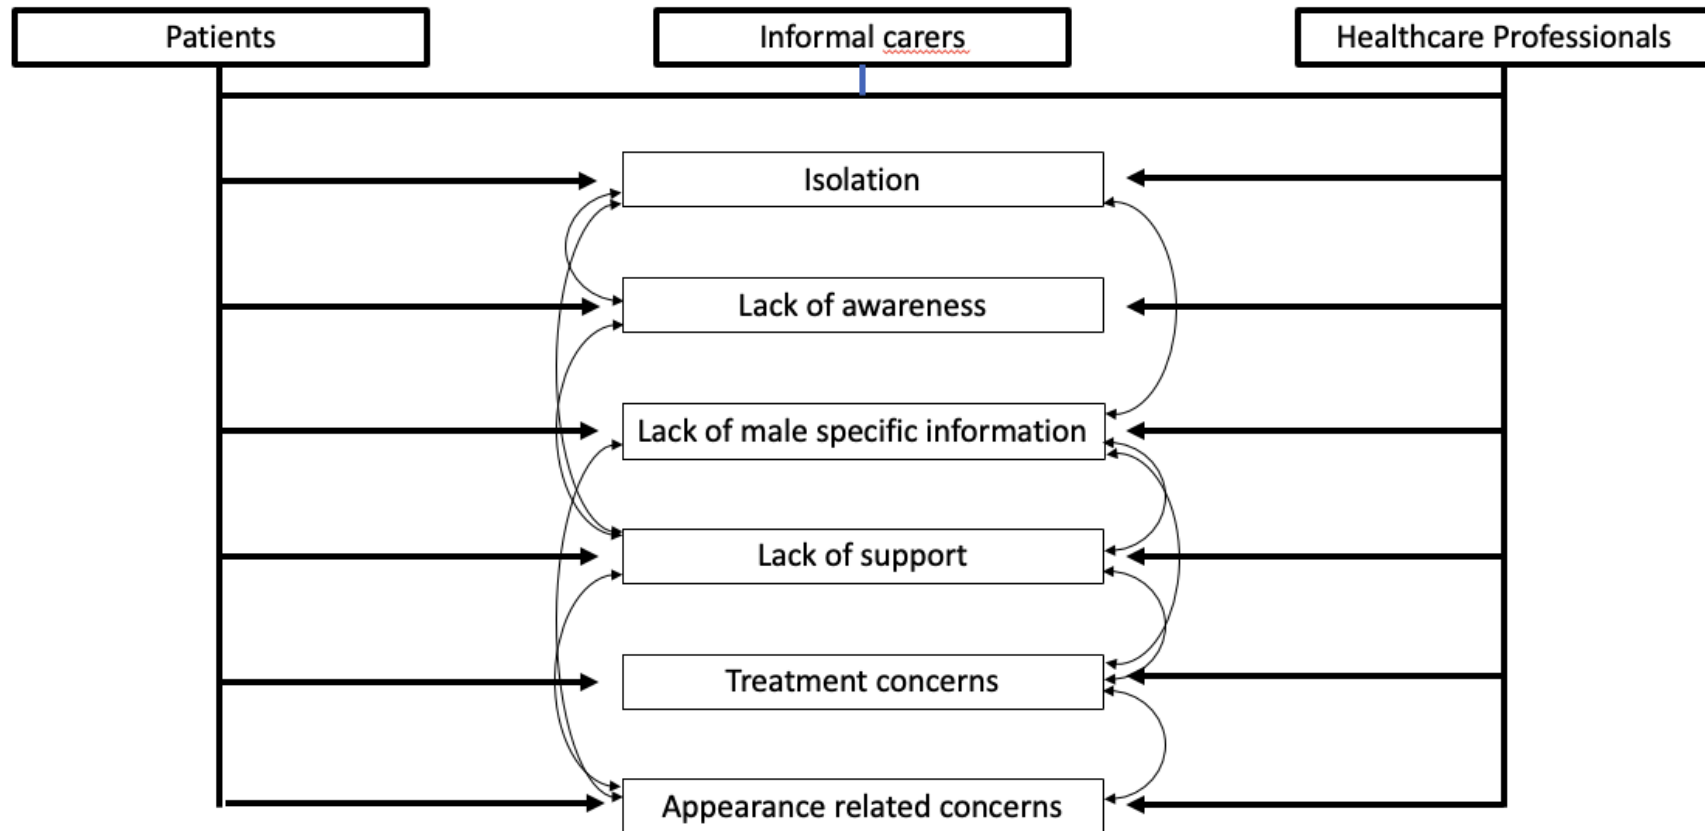 Patients
Informal carers
Healthcare Professionals
Isolation
Lack of awareness
Lack of male specific information
Lack of support
Treatment concerns
Appearance related concerns